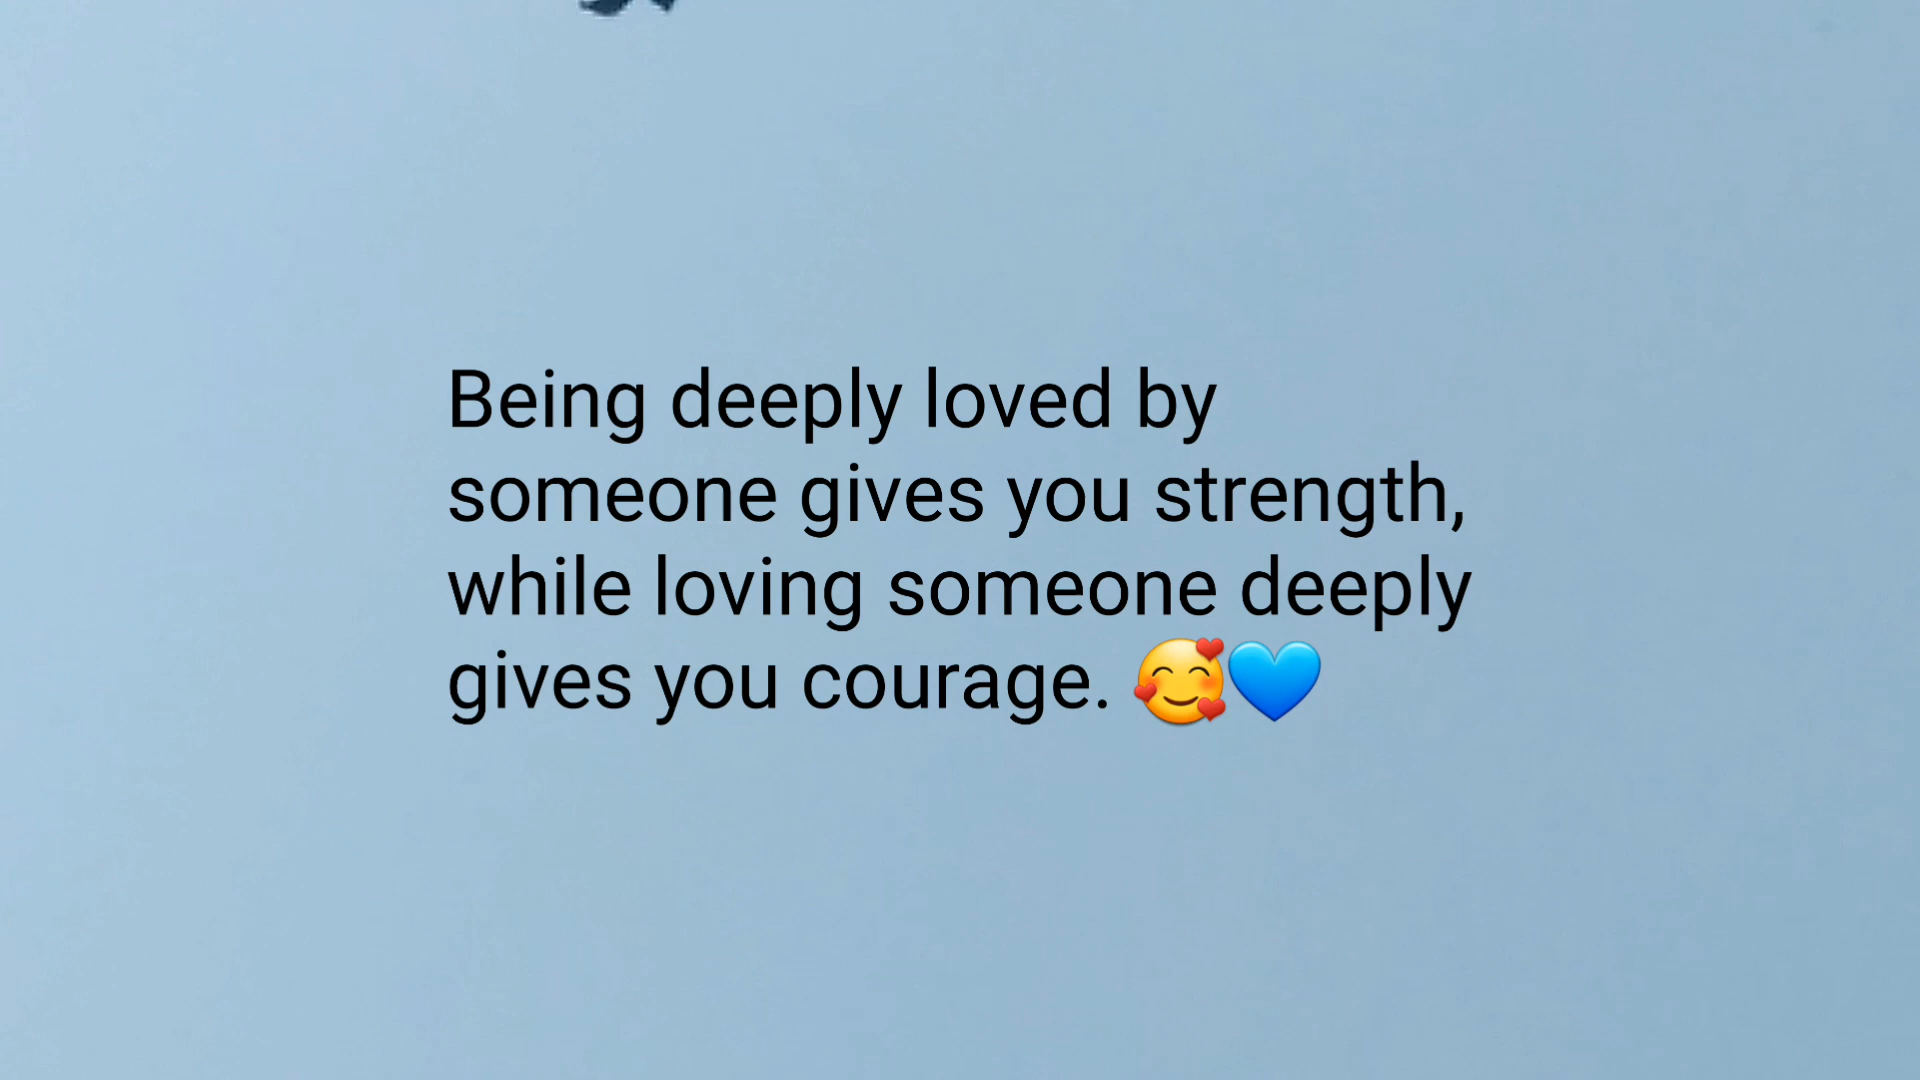 Being deeply loved by
someone gives you strength,
while loving someone deeply
gives you courage. 🥰💙